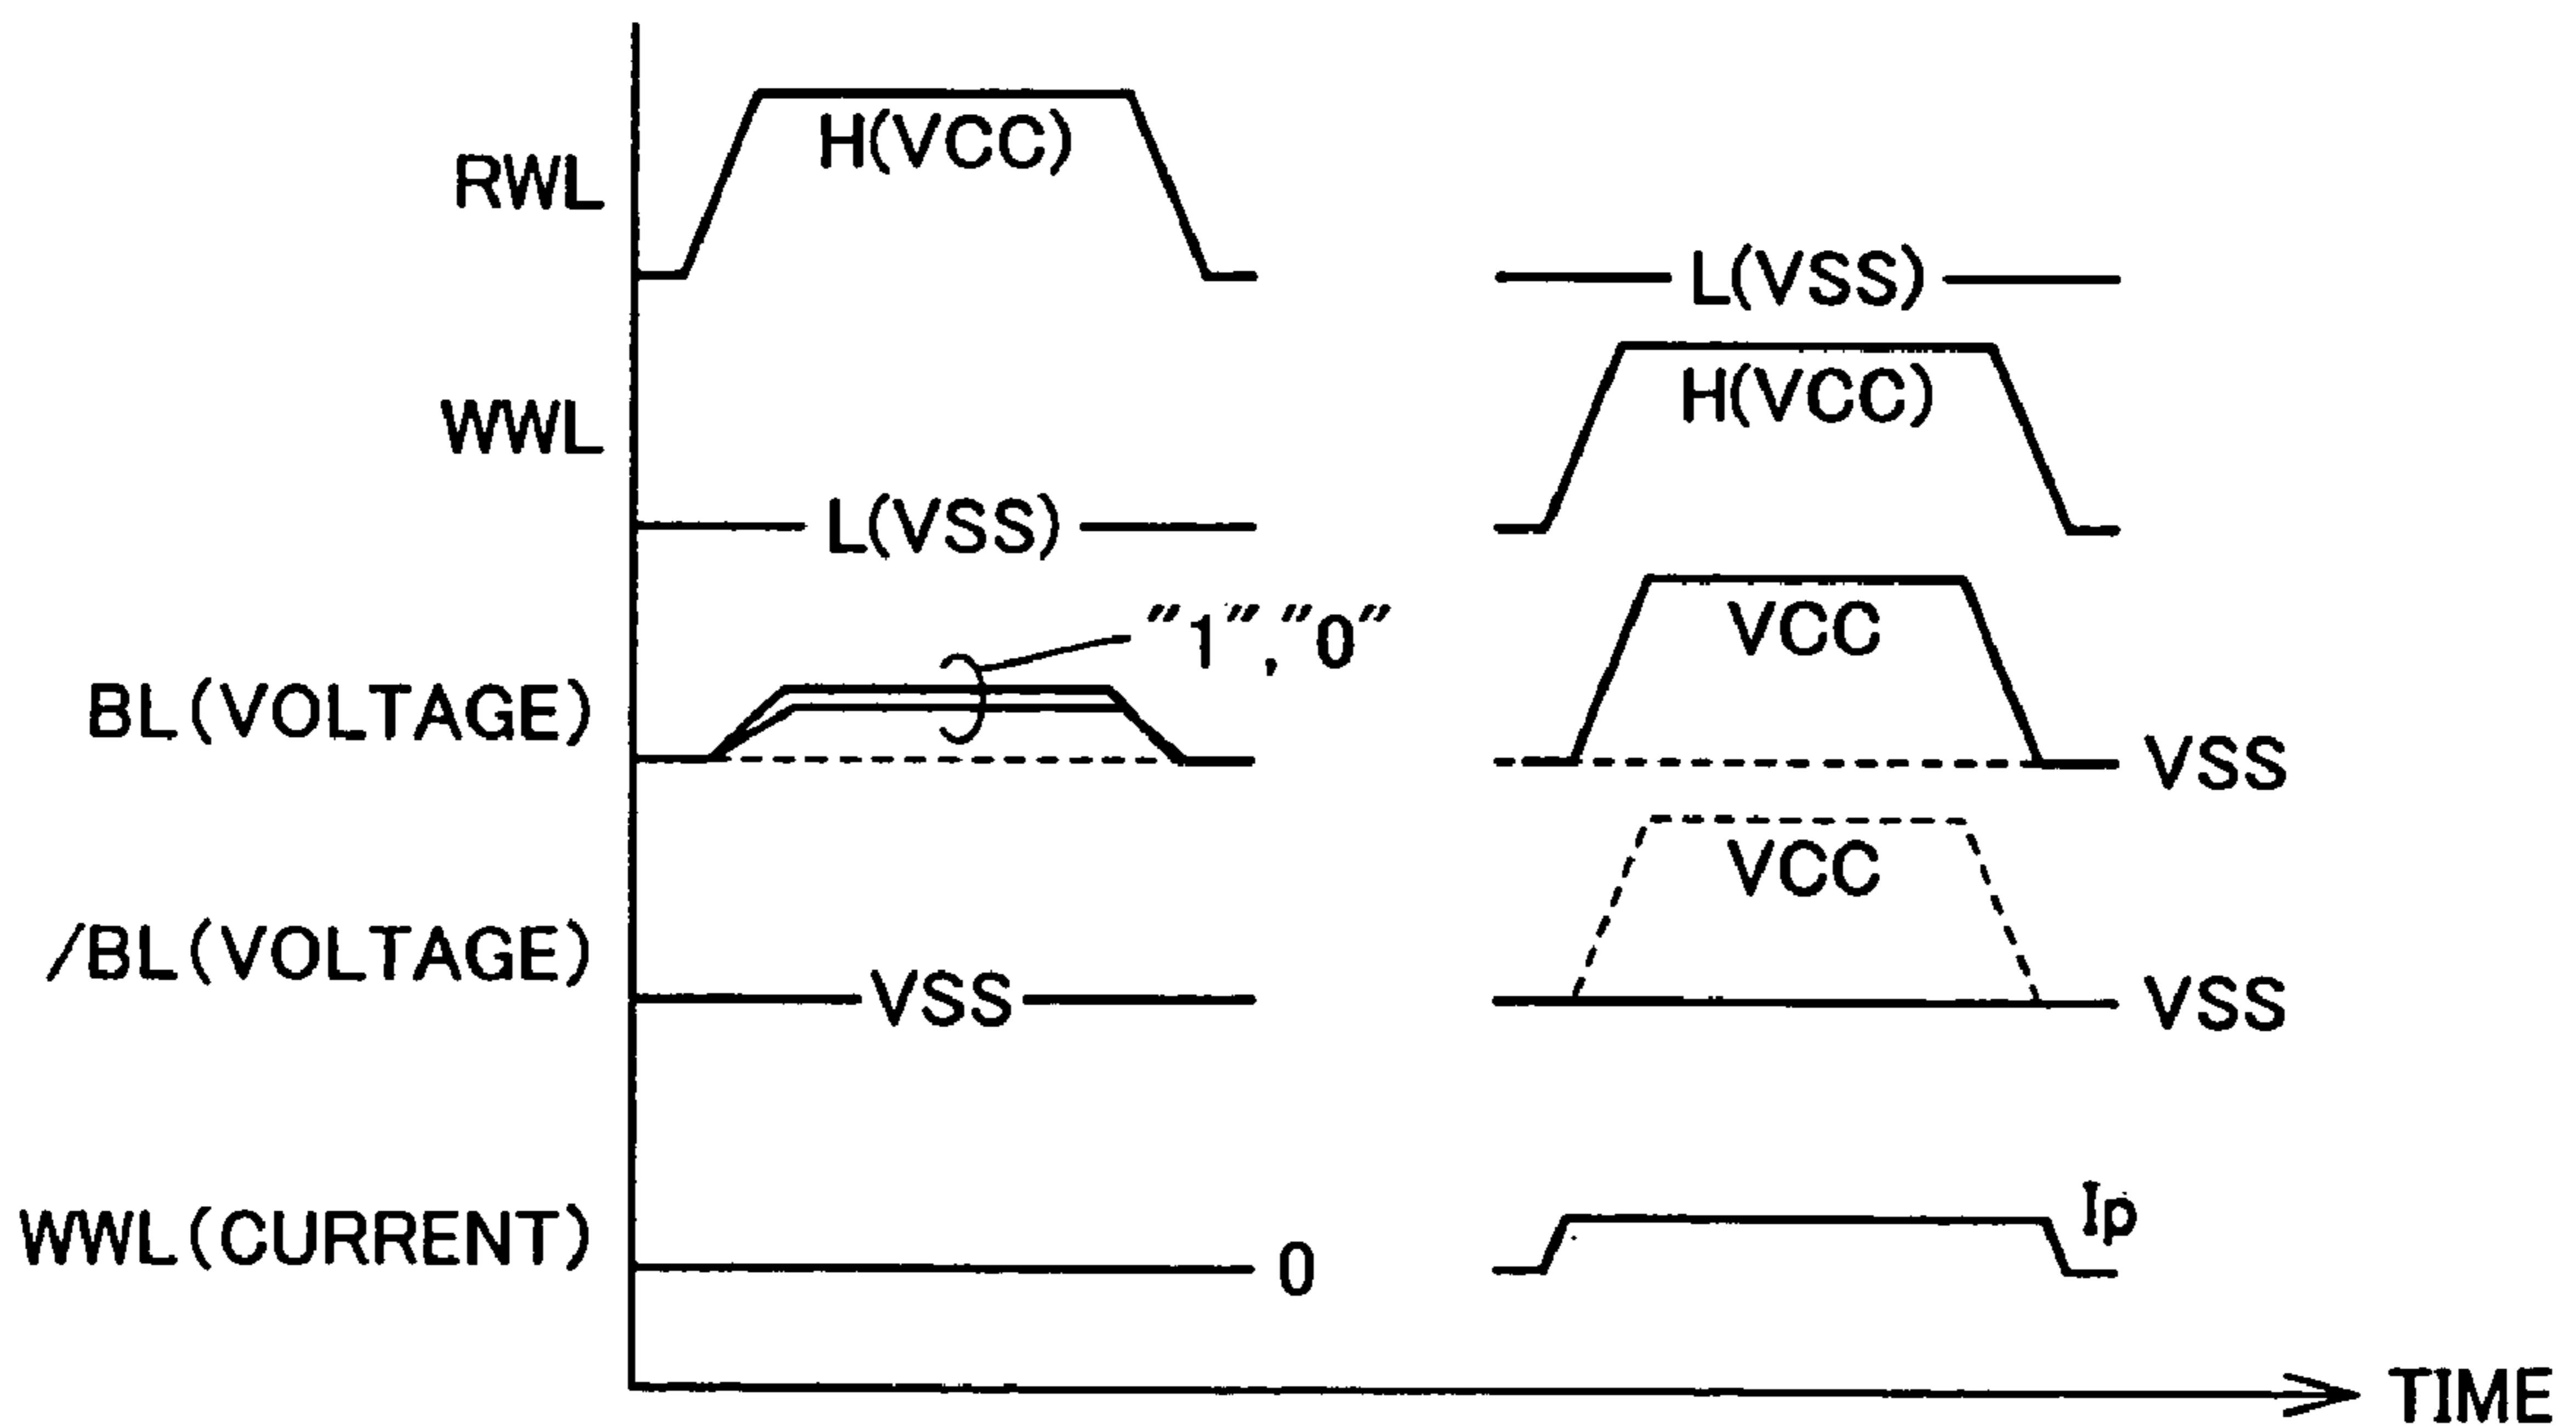 H(VCC)
RWL
L(VSS)
H(VCC)
WWL
L(VSS)
"1","0"
VCC
BL(VOLTAGE)
VSS
VCC
/BL(VOLTAGE)
VSS
VSS
Ip
WWL(CURRENT)
0
TIME